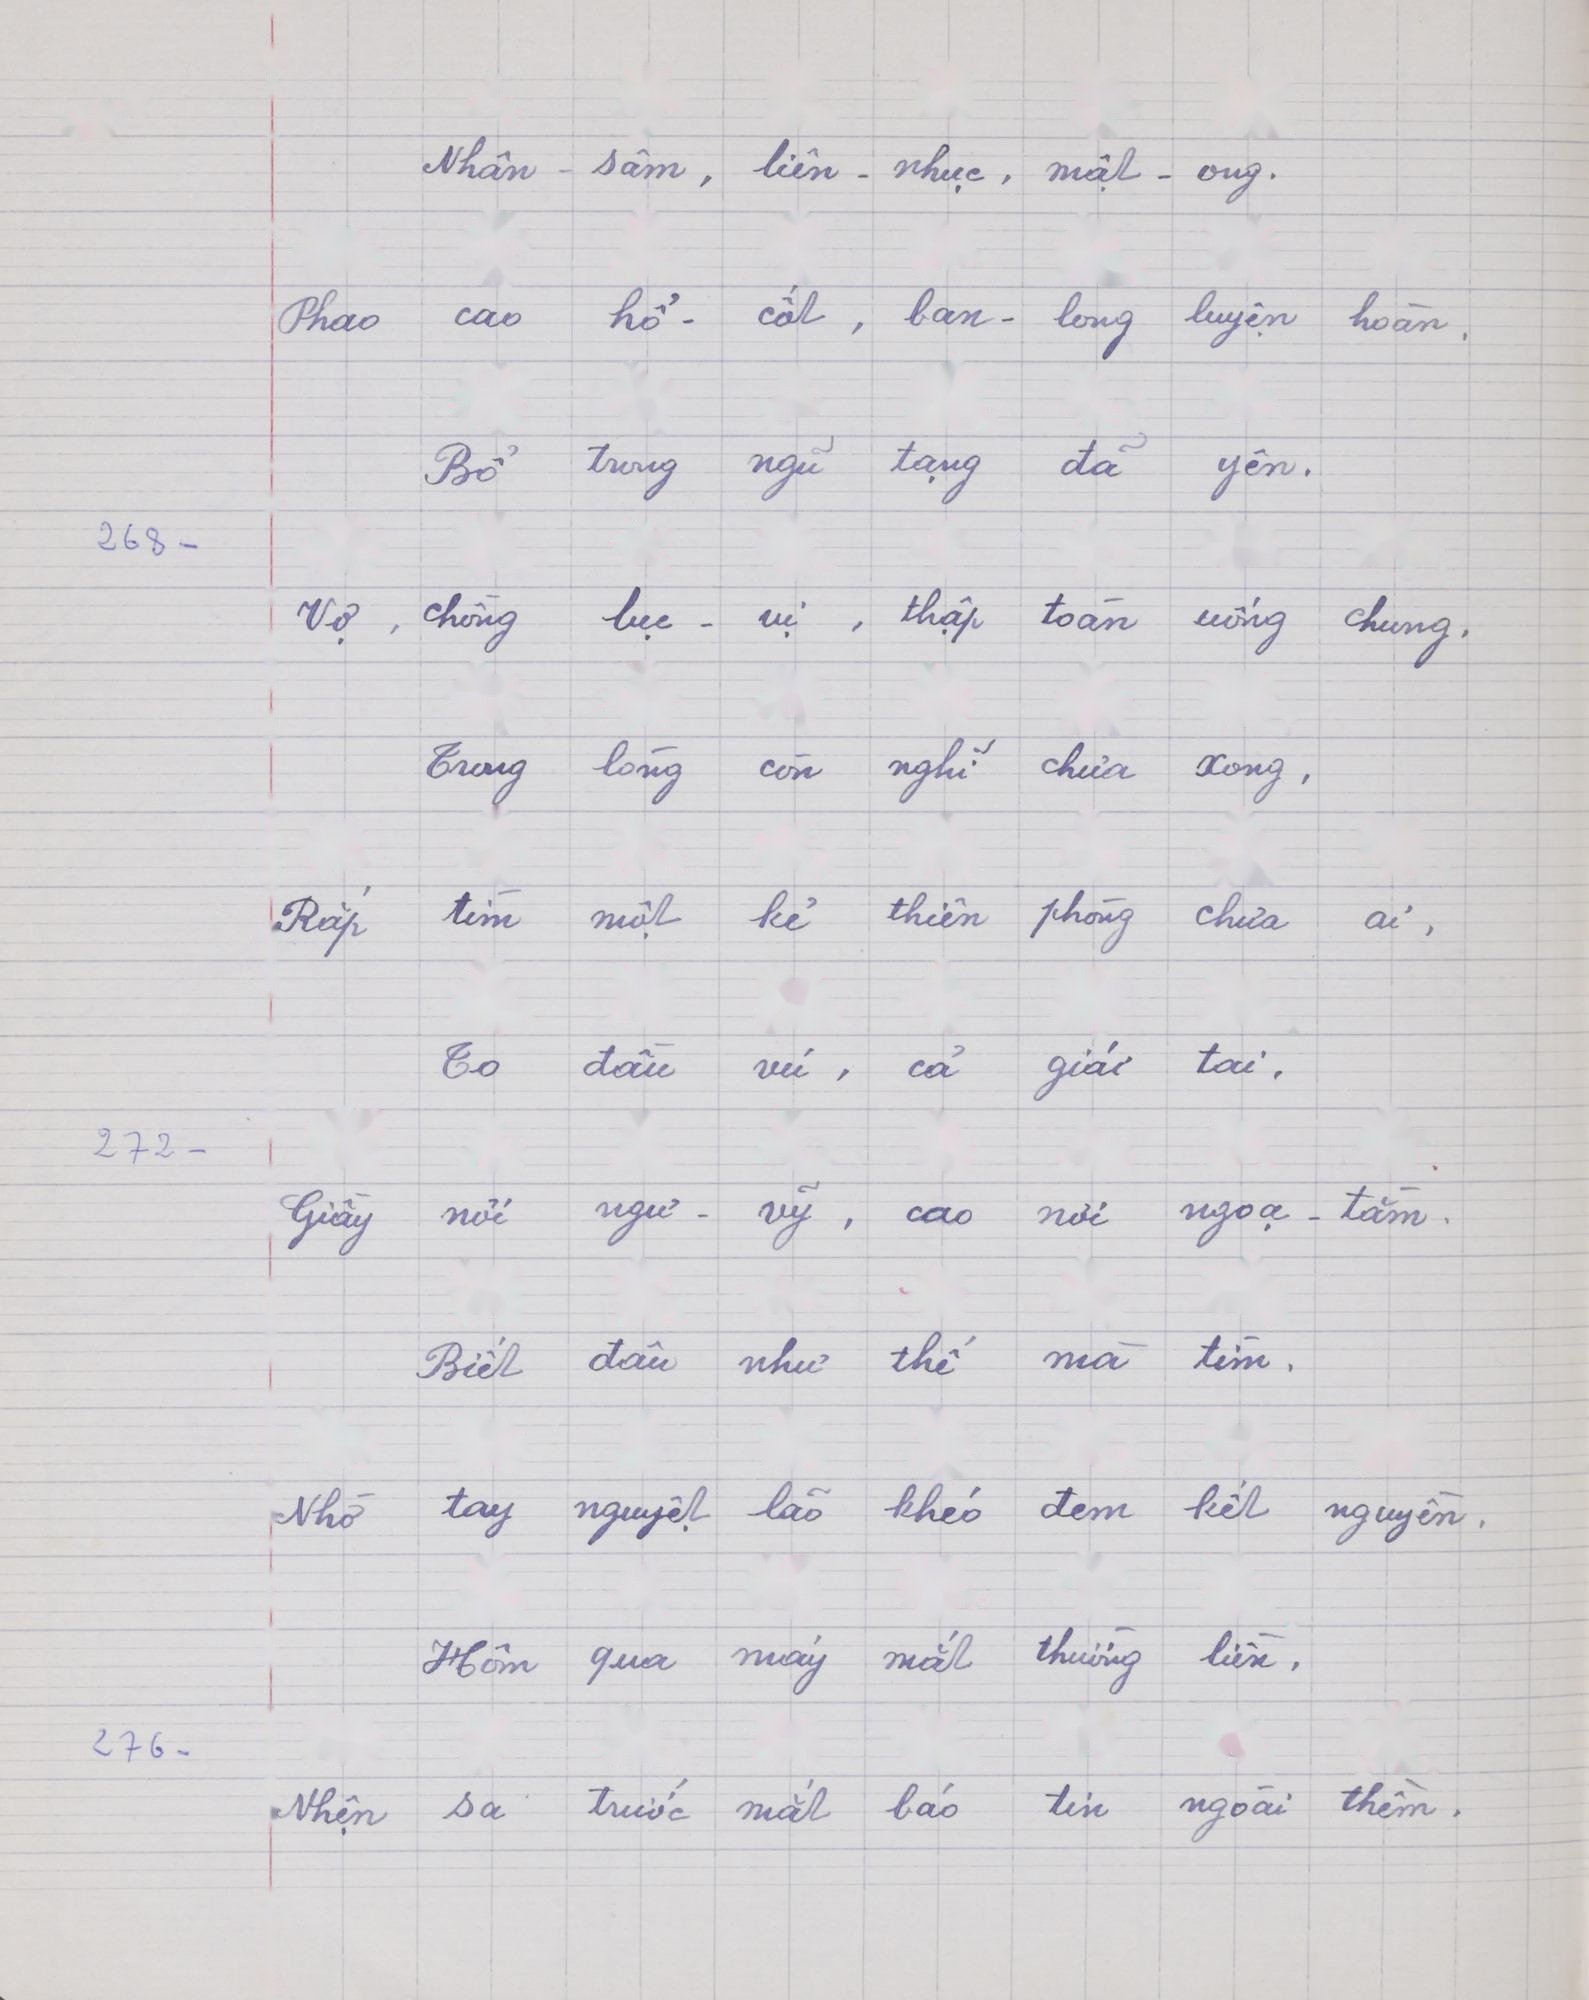 Nhân - sâm, liên - nhục, mật - ong.
Phao cao hổ - cốt, ban - long luyện hoàn.
Bổ trong ngũ tạng đã yên.
268 -
Vợ, chồng lục - vị, thập toàn uống chung.
Trong lòng còn nghĩ chưa xong,
Rắp tìm một kẻ thiên phòng chửa ai,
To đầu vú, cả giái tai.
272 -
Giầy nơi ngư - vỹ, cao nơi ngoạ - tằm.
Biết đâu như thế mà tìm.
Nhờ tay nguyệt lão khéo đem kết nguyền.
Hôm qua máy mắt thường liền,
276 -
Nhện sa trước mắt báo tin ngoài thềm.